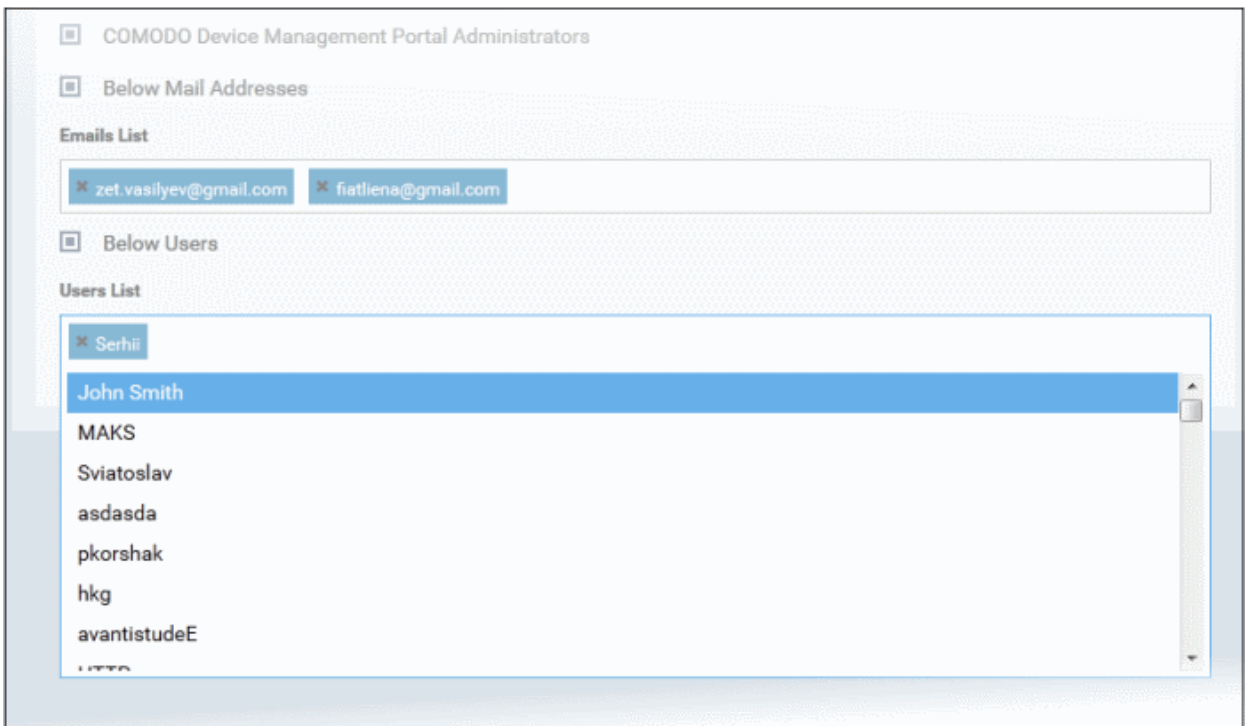 COMODO Device Management Portal Administrators
Below Mail Addresses
Emails List
zet.vasilyev@gmail.com fiatliena@gmail.com
Below Users
Users List
Serhii
John Smith
MAKS
Sviatoslav
asdasda
pkorshak
hkg
avantistudeE